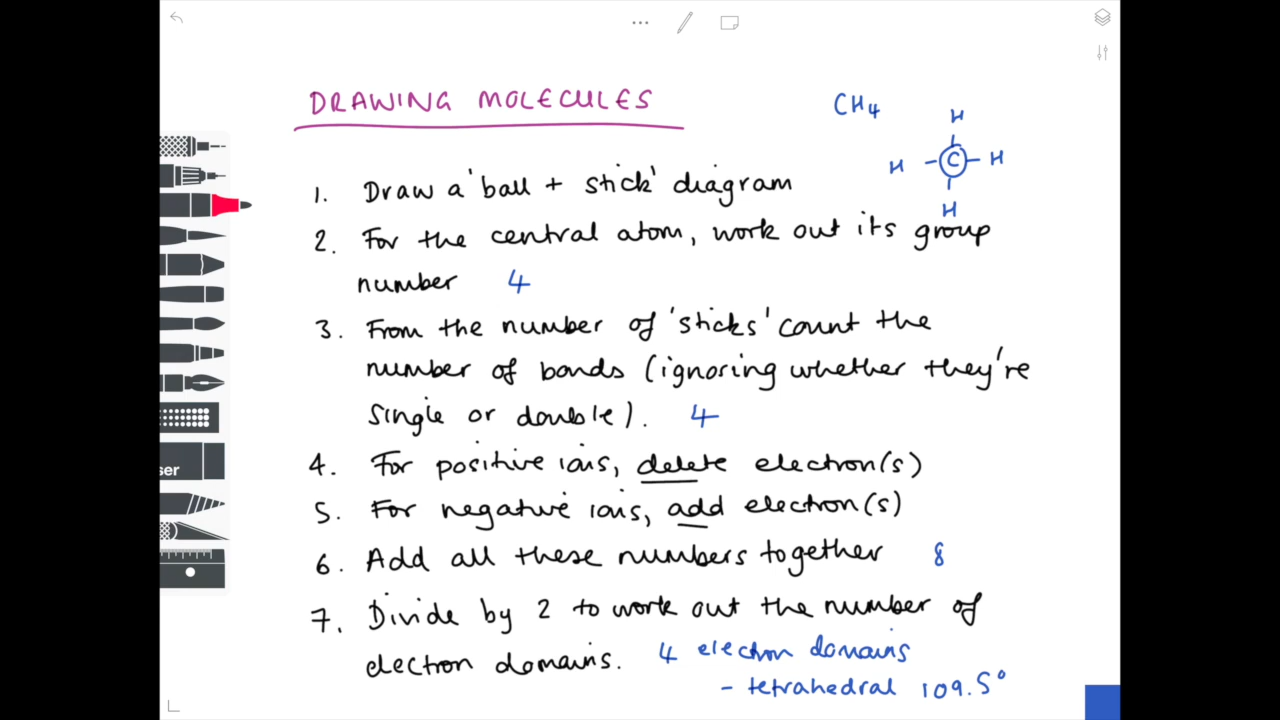 DRAWING MOLECULES
CH4
H
H - C - H
H
1. Draw a 'ball + stick' diagram
2. For the central atom, work out its group
number 4
3. From the number of 'sticks' count the
number of bonds (ignoring whether they're
single or double). 4
4. For positive ions, delete electron(s)
5. For negative ions, add electron(s)
6. Add all these numbers together 8
7. Divide by 2 to work out the number of
electron domains. 4 electron domains
- tetrahedral 109.5°
ser